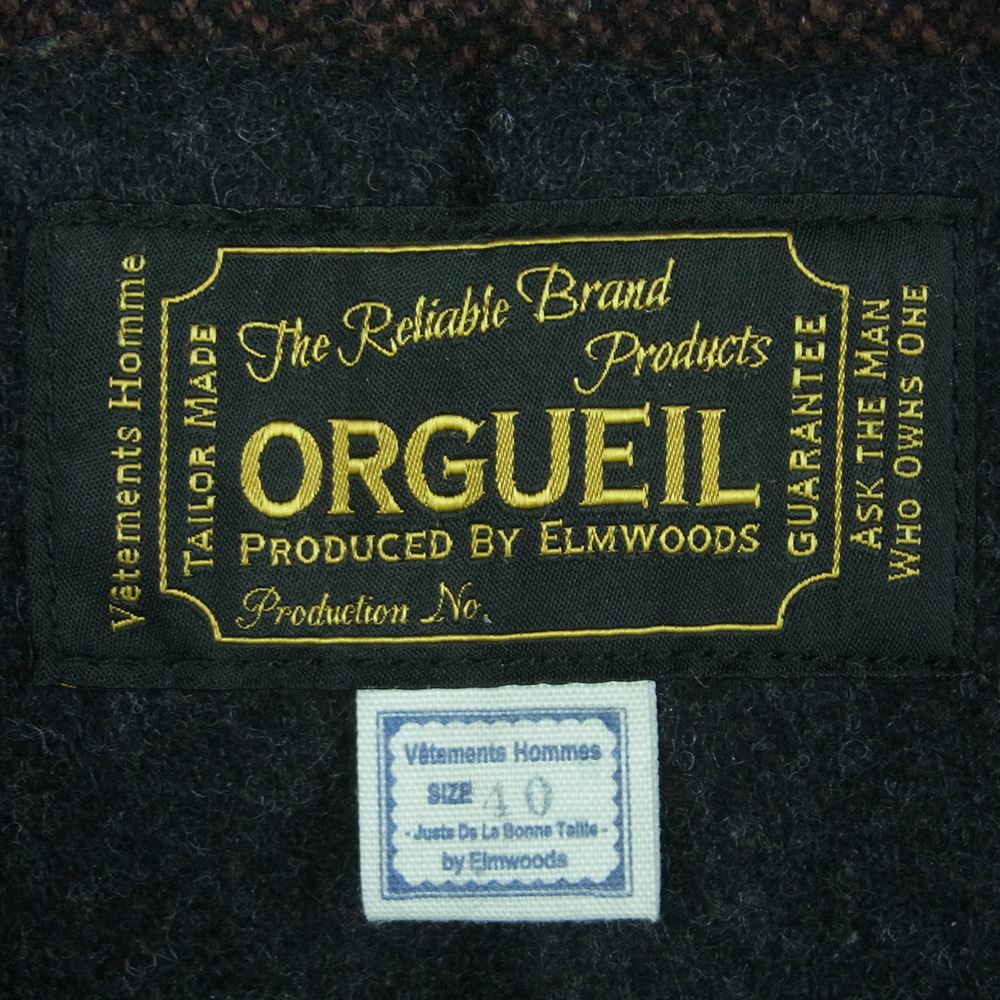 Vêtements Homme
TAILOR MADE
The Reliable Brand
Products
ORGUEIL
PRODUCED BY ELMWOODS
Production No.
GUARANTEE
ASK THE MAN
WHO OWNS ONE
Vêtements Hommes
SIZE 40
- Juste De La Bonne Taille -
by Elmwoods